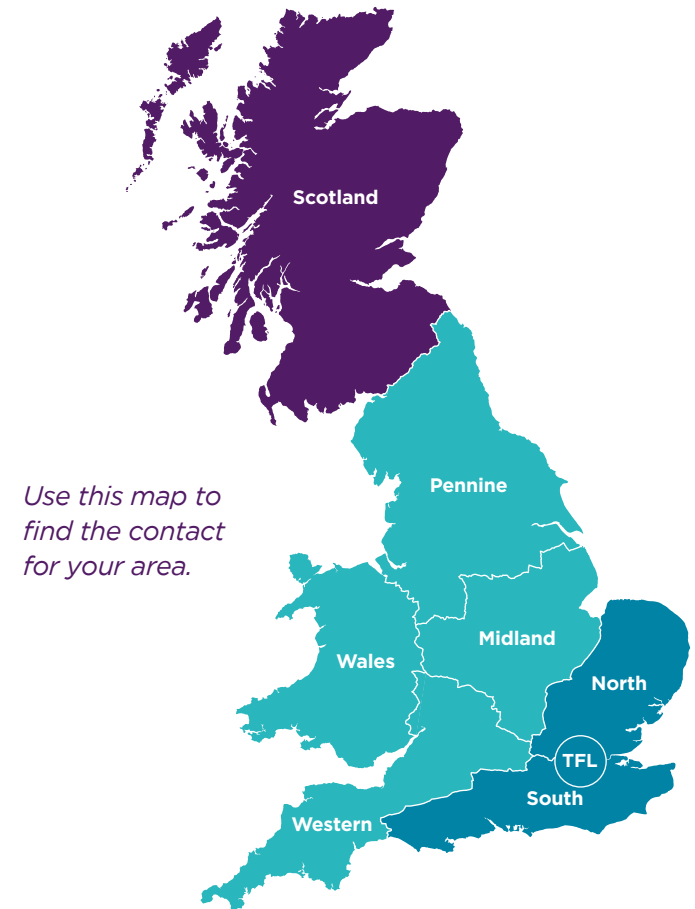 Scotland
Use this map to
find the contact
for your area.
Pennine
Midland
Wales
North
TFL
South
Western